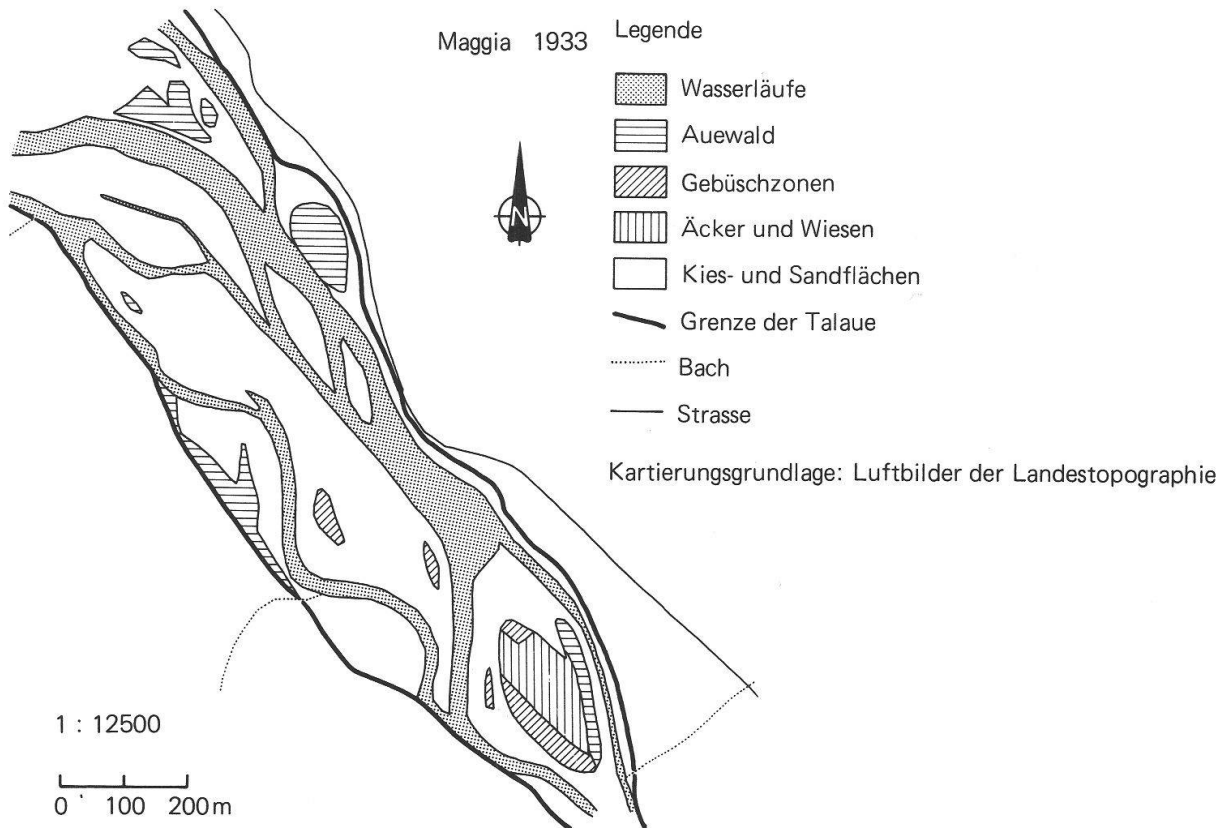 Maggia 1933
Legende
Wasserläufe
Auewald
Gebüschzonen
Äcker und Wiesen
Kies- und Sandflächen
Grenze der Talaue
Bach
Strasse
Kartierungsgrundlage: Luftbilder der Landestopographie
N
1 : 12500
0 100 200m